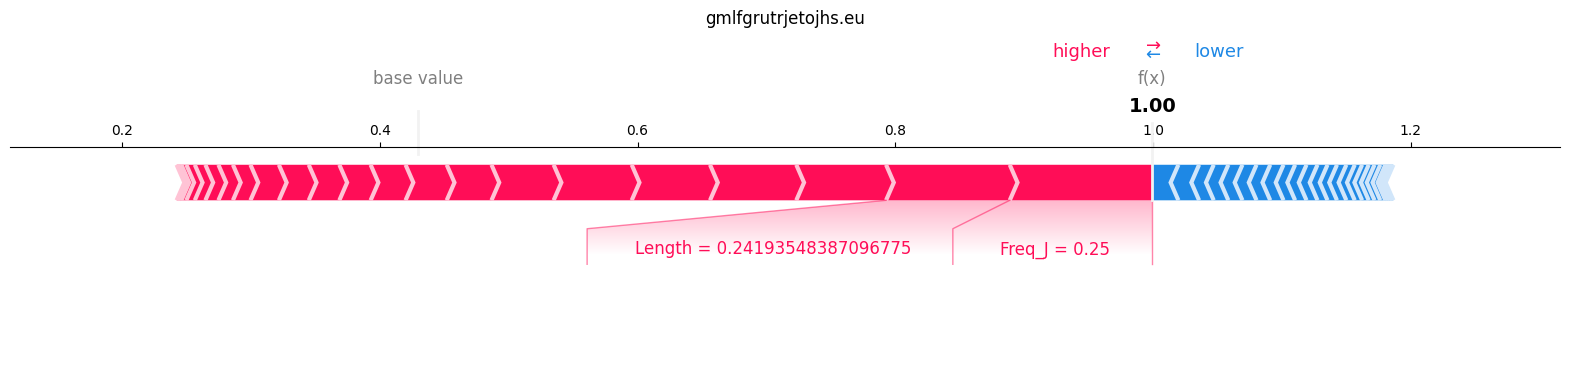 gmlfgrutrjetojhs.eu
higher → ← lower
base value f(x)
1.00
0.2 0.4 0.6 0.8 1.0 1.2
Length = 0.24193548387096775 Freq_J = 0.25